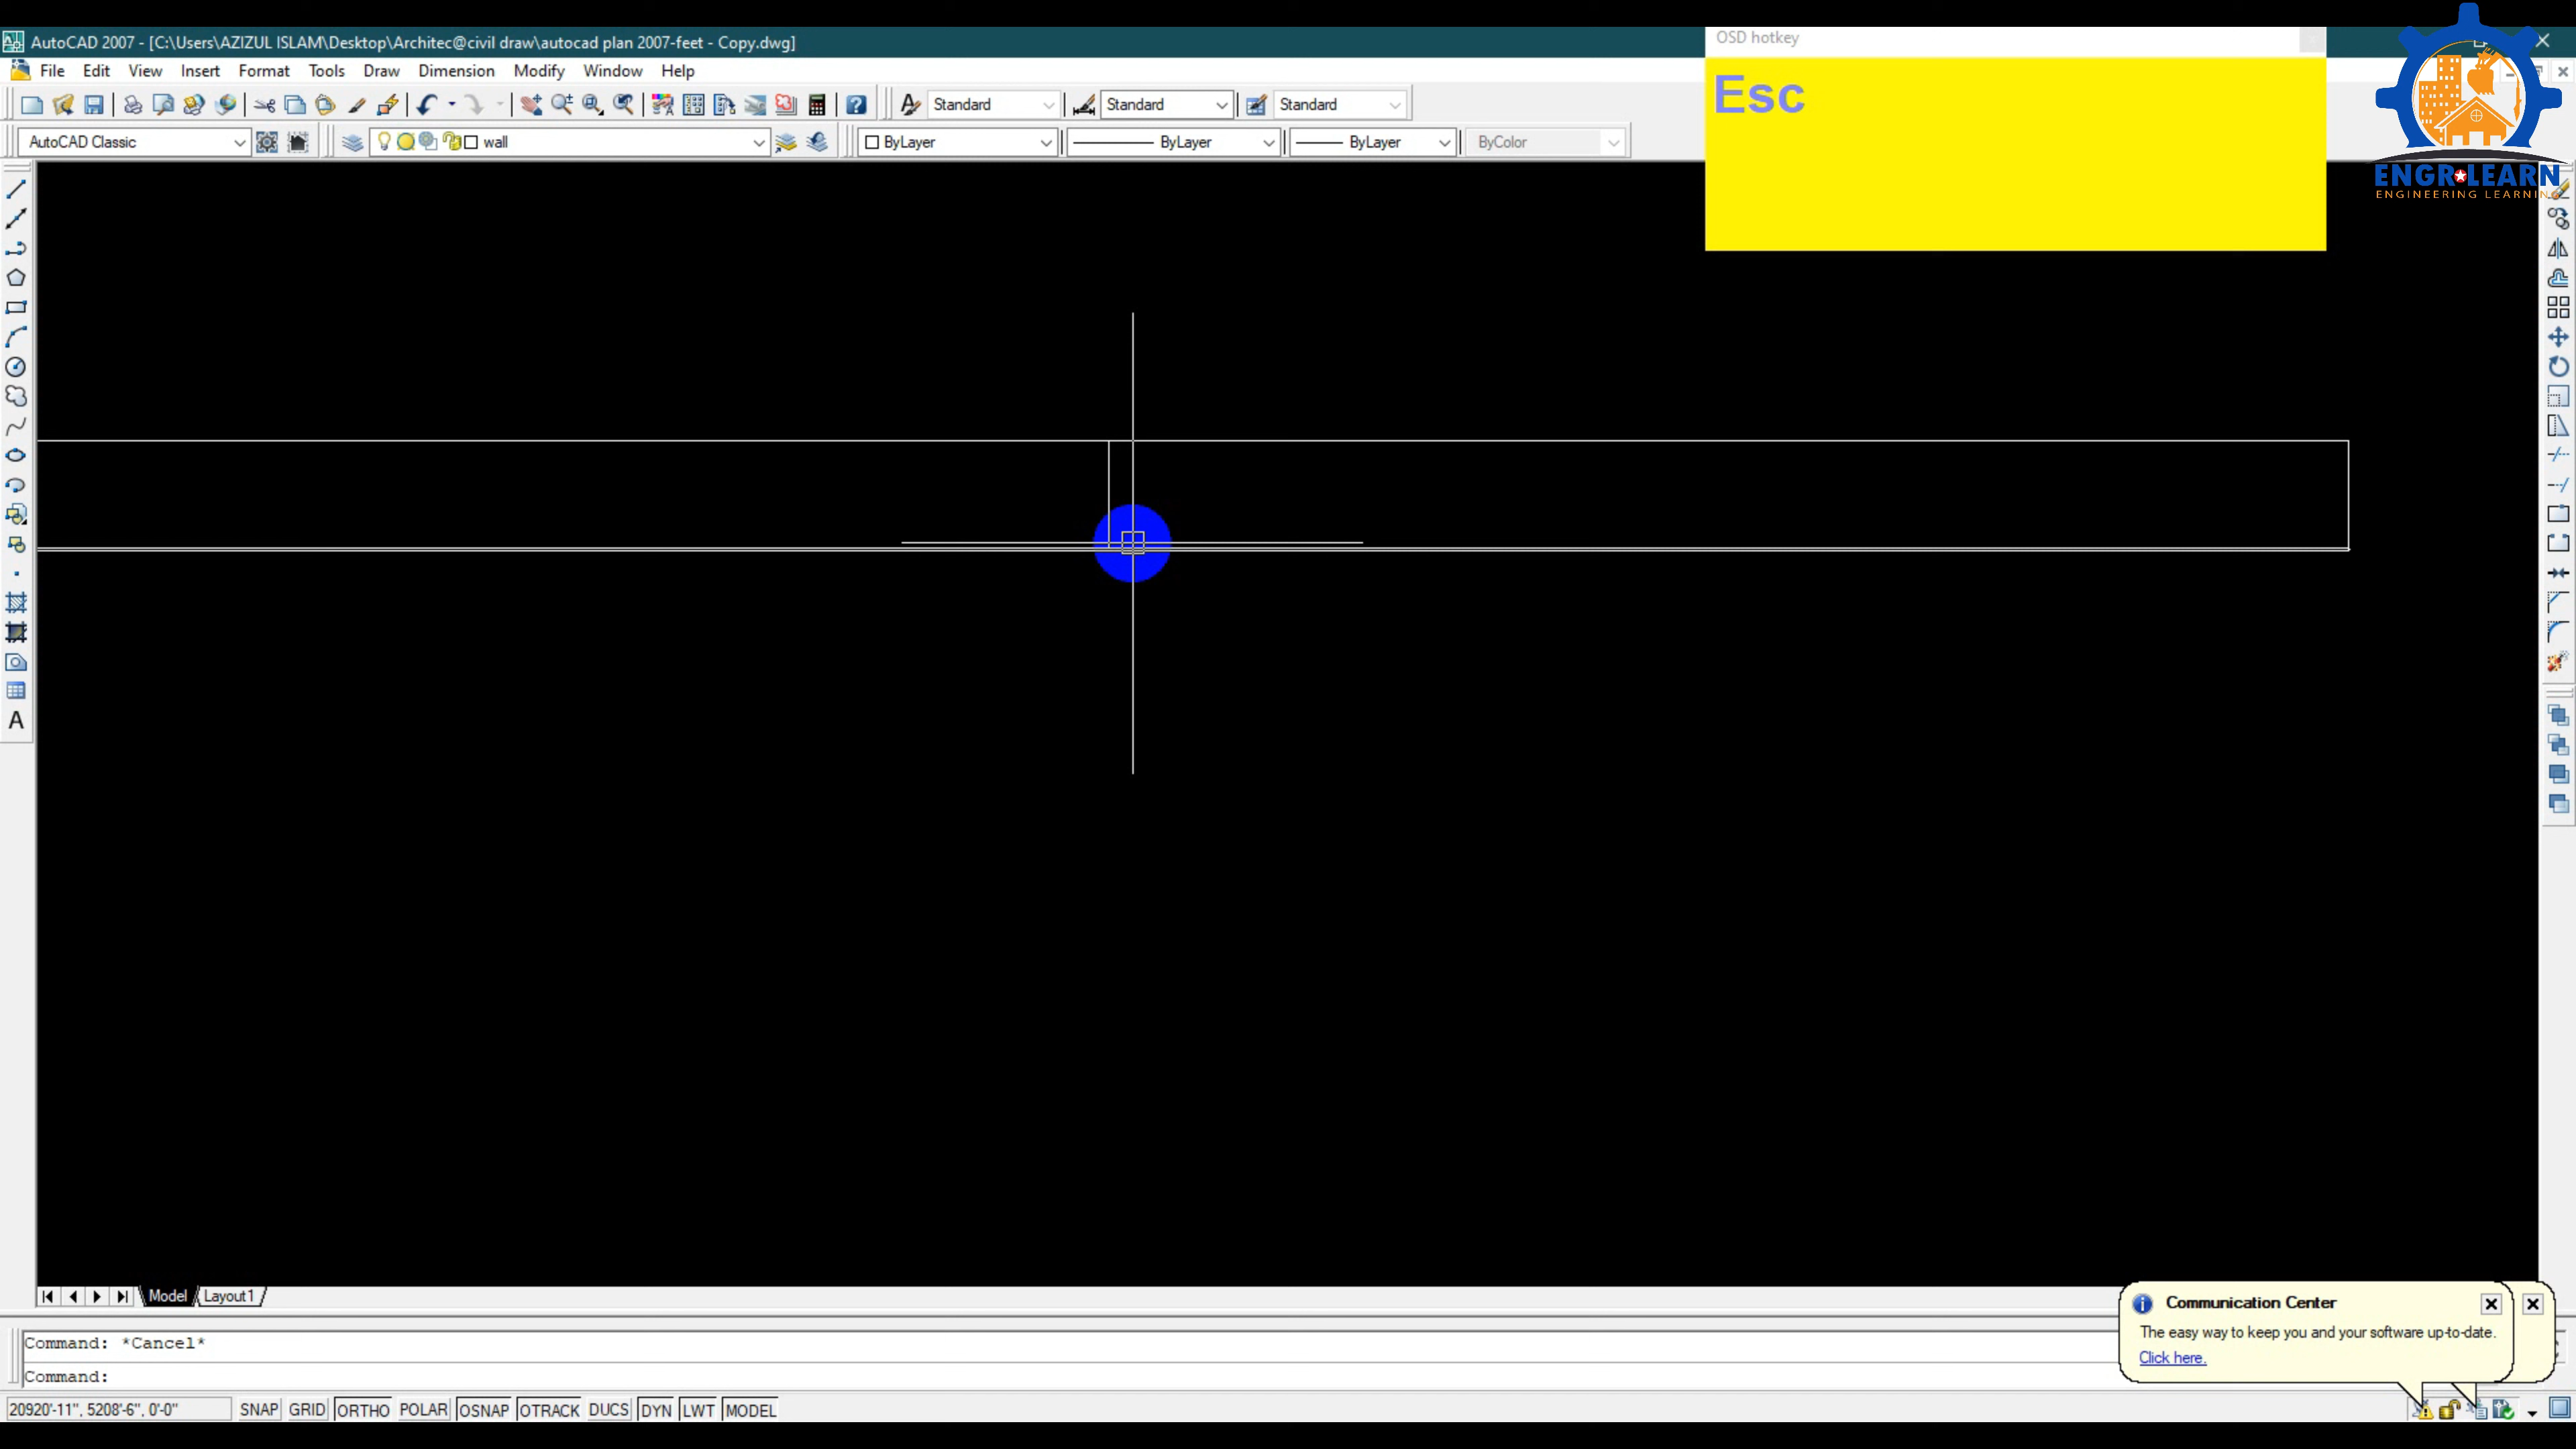 AutoCAD 2007 - [C:\Users\AZIZUL ISLAM\Desktop\Architec@civil draw\autocad plan 2007-feet - Copy.dwg]
OSD hotkey
File Edit View Insert Format Tools Draw Dimension Modify Window Help
Esc
Standard Standard Standard
AutoCAD Classic wall ByLayer ByLayer ByLayer ByColor
ENGR LEARN
ENGINEERING LEARNING
A
Model Layout1
Communication Center
The easy way to keep you and your software up-to-date.
Click here.
Command: *Cancel*
Command:
20920'-11", 5208'-6", 0'-0" SNAP GRID ORTHO POLAR OSNAP OTRACK DUCS DYN LWT MODEL